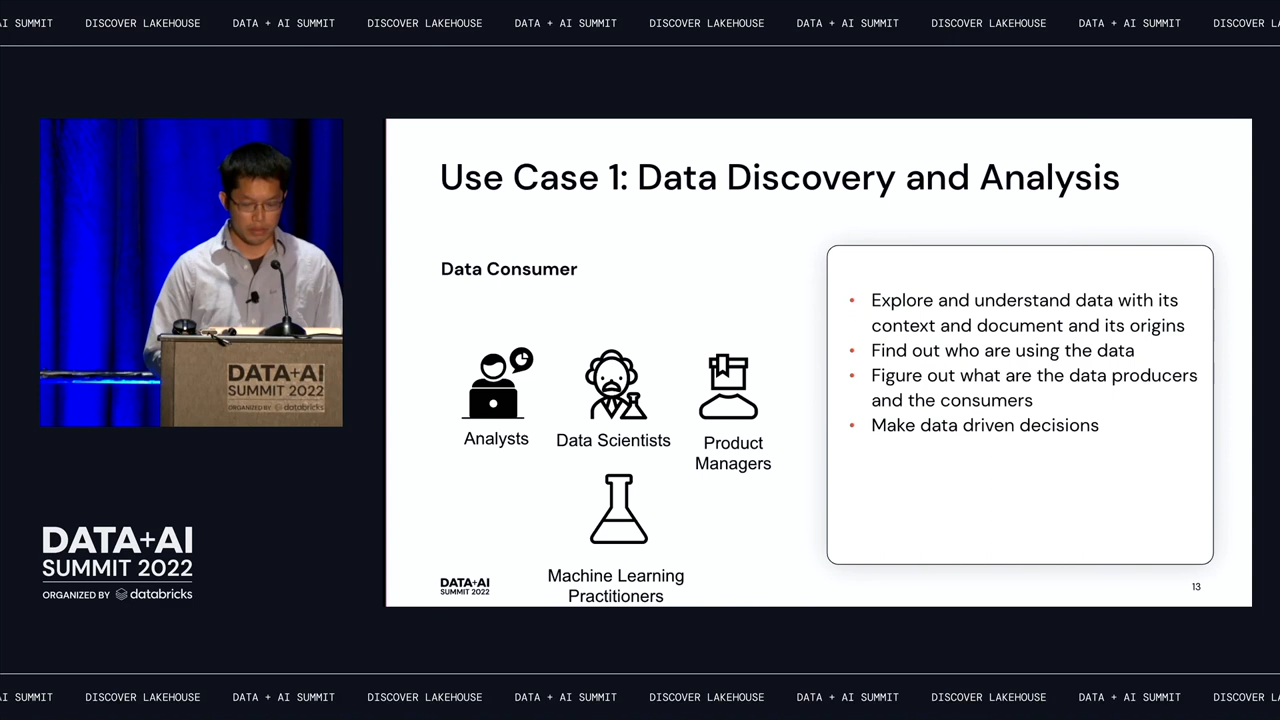 AI SUMMIT DISCOVER LAKEHOUSE DATA + AI SUMMIT DISCOVER LAKEHOUSE DATA + AI SUMMIT DISCOVER LAKEHOUSE DATA + AI SUMMIT DISCOVER LAKEHOUSE DATA + AI SUMMIT DISCOVER L
DATA+AI
SUMMIT 2022
ORGANIZED BY databricks
Use Case 1: Data Discovery and Analysis
Data Consumer
Analysts
Data Scientists
Product
Managers
Machine Learning
Practitioners
• Explore and understand data with its
context and document and its origins
• Find out who are using the data
• Figure out what are the data producers
and the consumers
• Make data driven decisions
DATA+AI
SUMMIT 2022
13
DATA+AI
SUMMIT 2022
ORGANIZED BY databricks
AI SUMMIT DISCOVER LAKEHOUSE DATA + AI SUMMIT DISCOVER LAKEHOUSE DATA + AI SUMMIT DISCOVER LAKEHOUSE DATA + AI SUMMIT DISCOVER LAKEHOUSE DATA + AI SUMMIT DISCOVER L